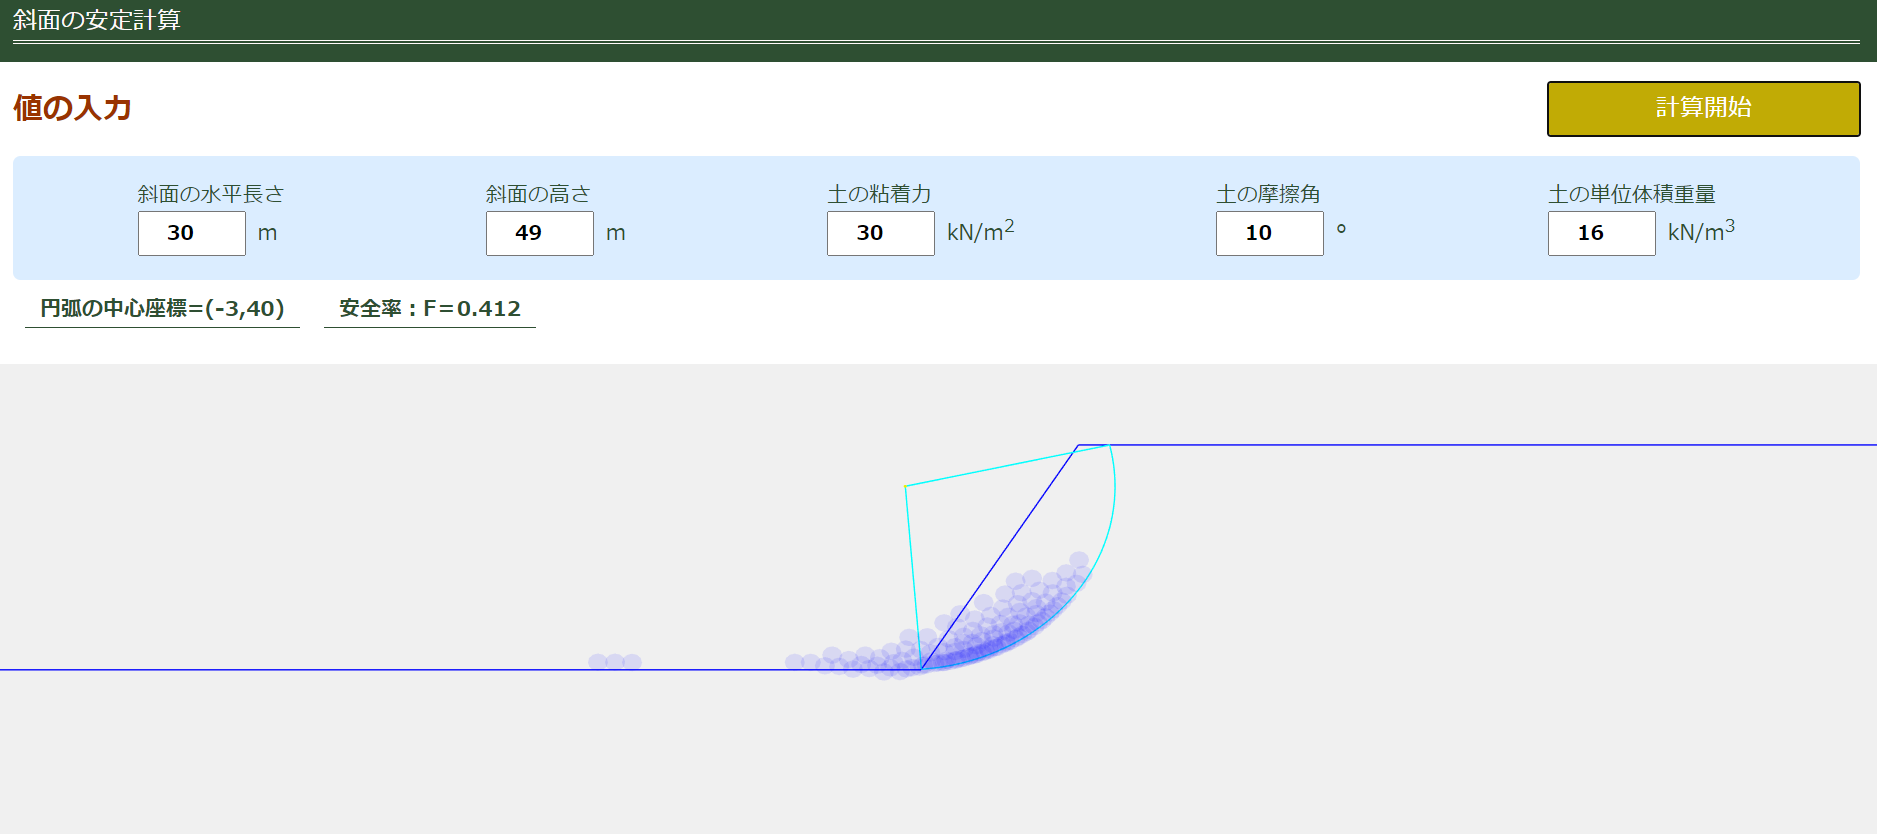 斜面の安定計算
値の入力
計算開始
斜面の水平長さ 斜面の高さ 土の粘着力 土の摩擦角 土の単位体積重量
30 m 49 m 30 kN/m² 10 ° 16 kN/m³
円弧の中心座標=(-3,40) 安全率：F=0.412